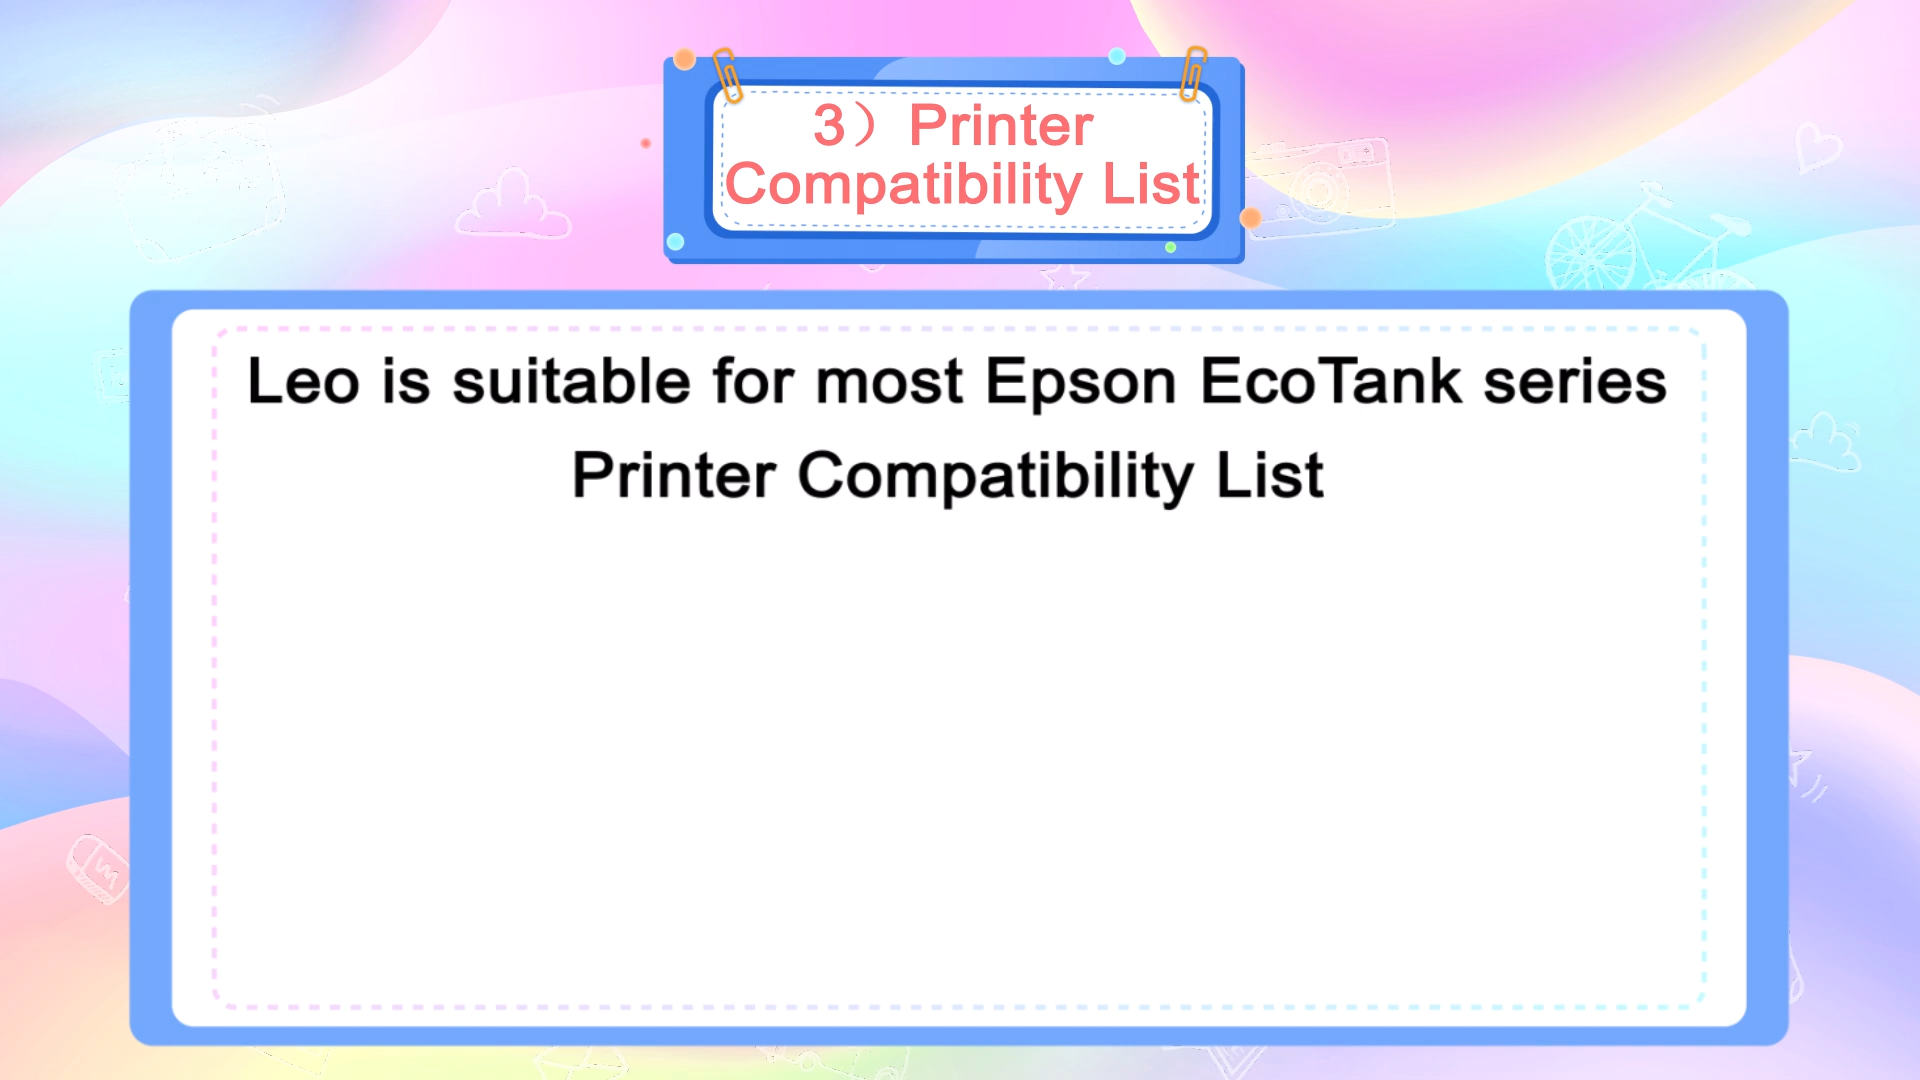 3）Printer
Compatibility List
Leo is suitable for most Epson EcoTank series
Printer Compatibility List